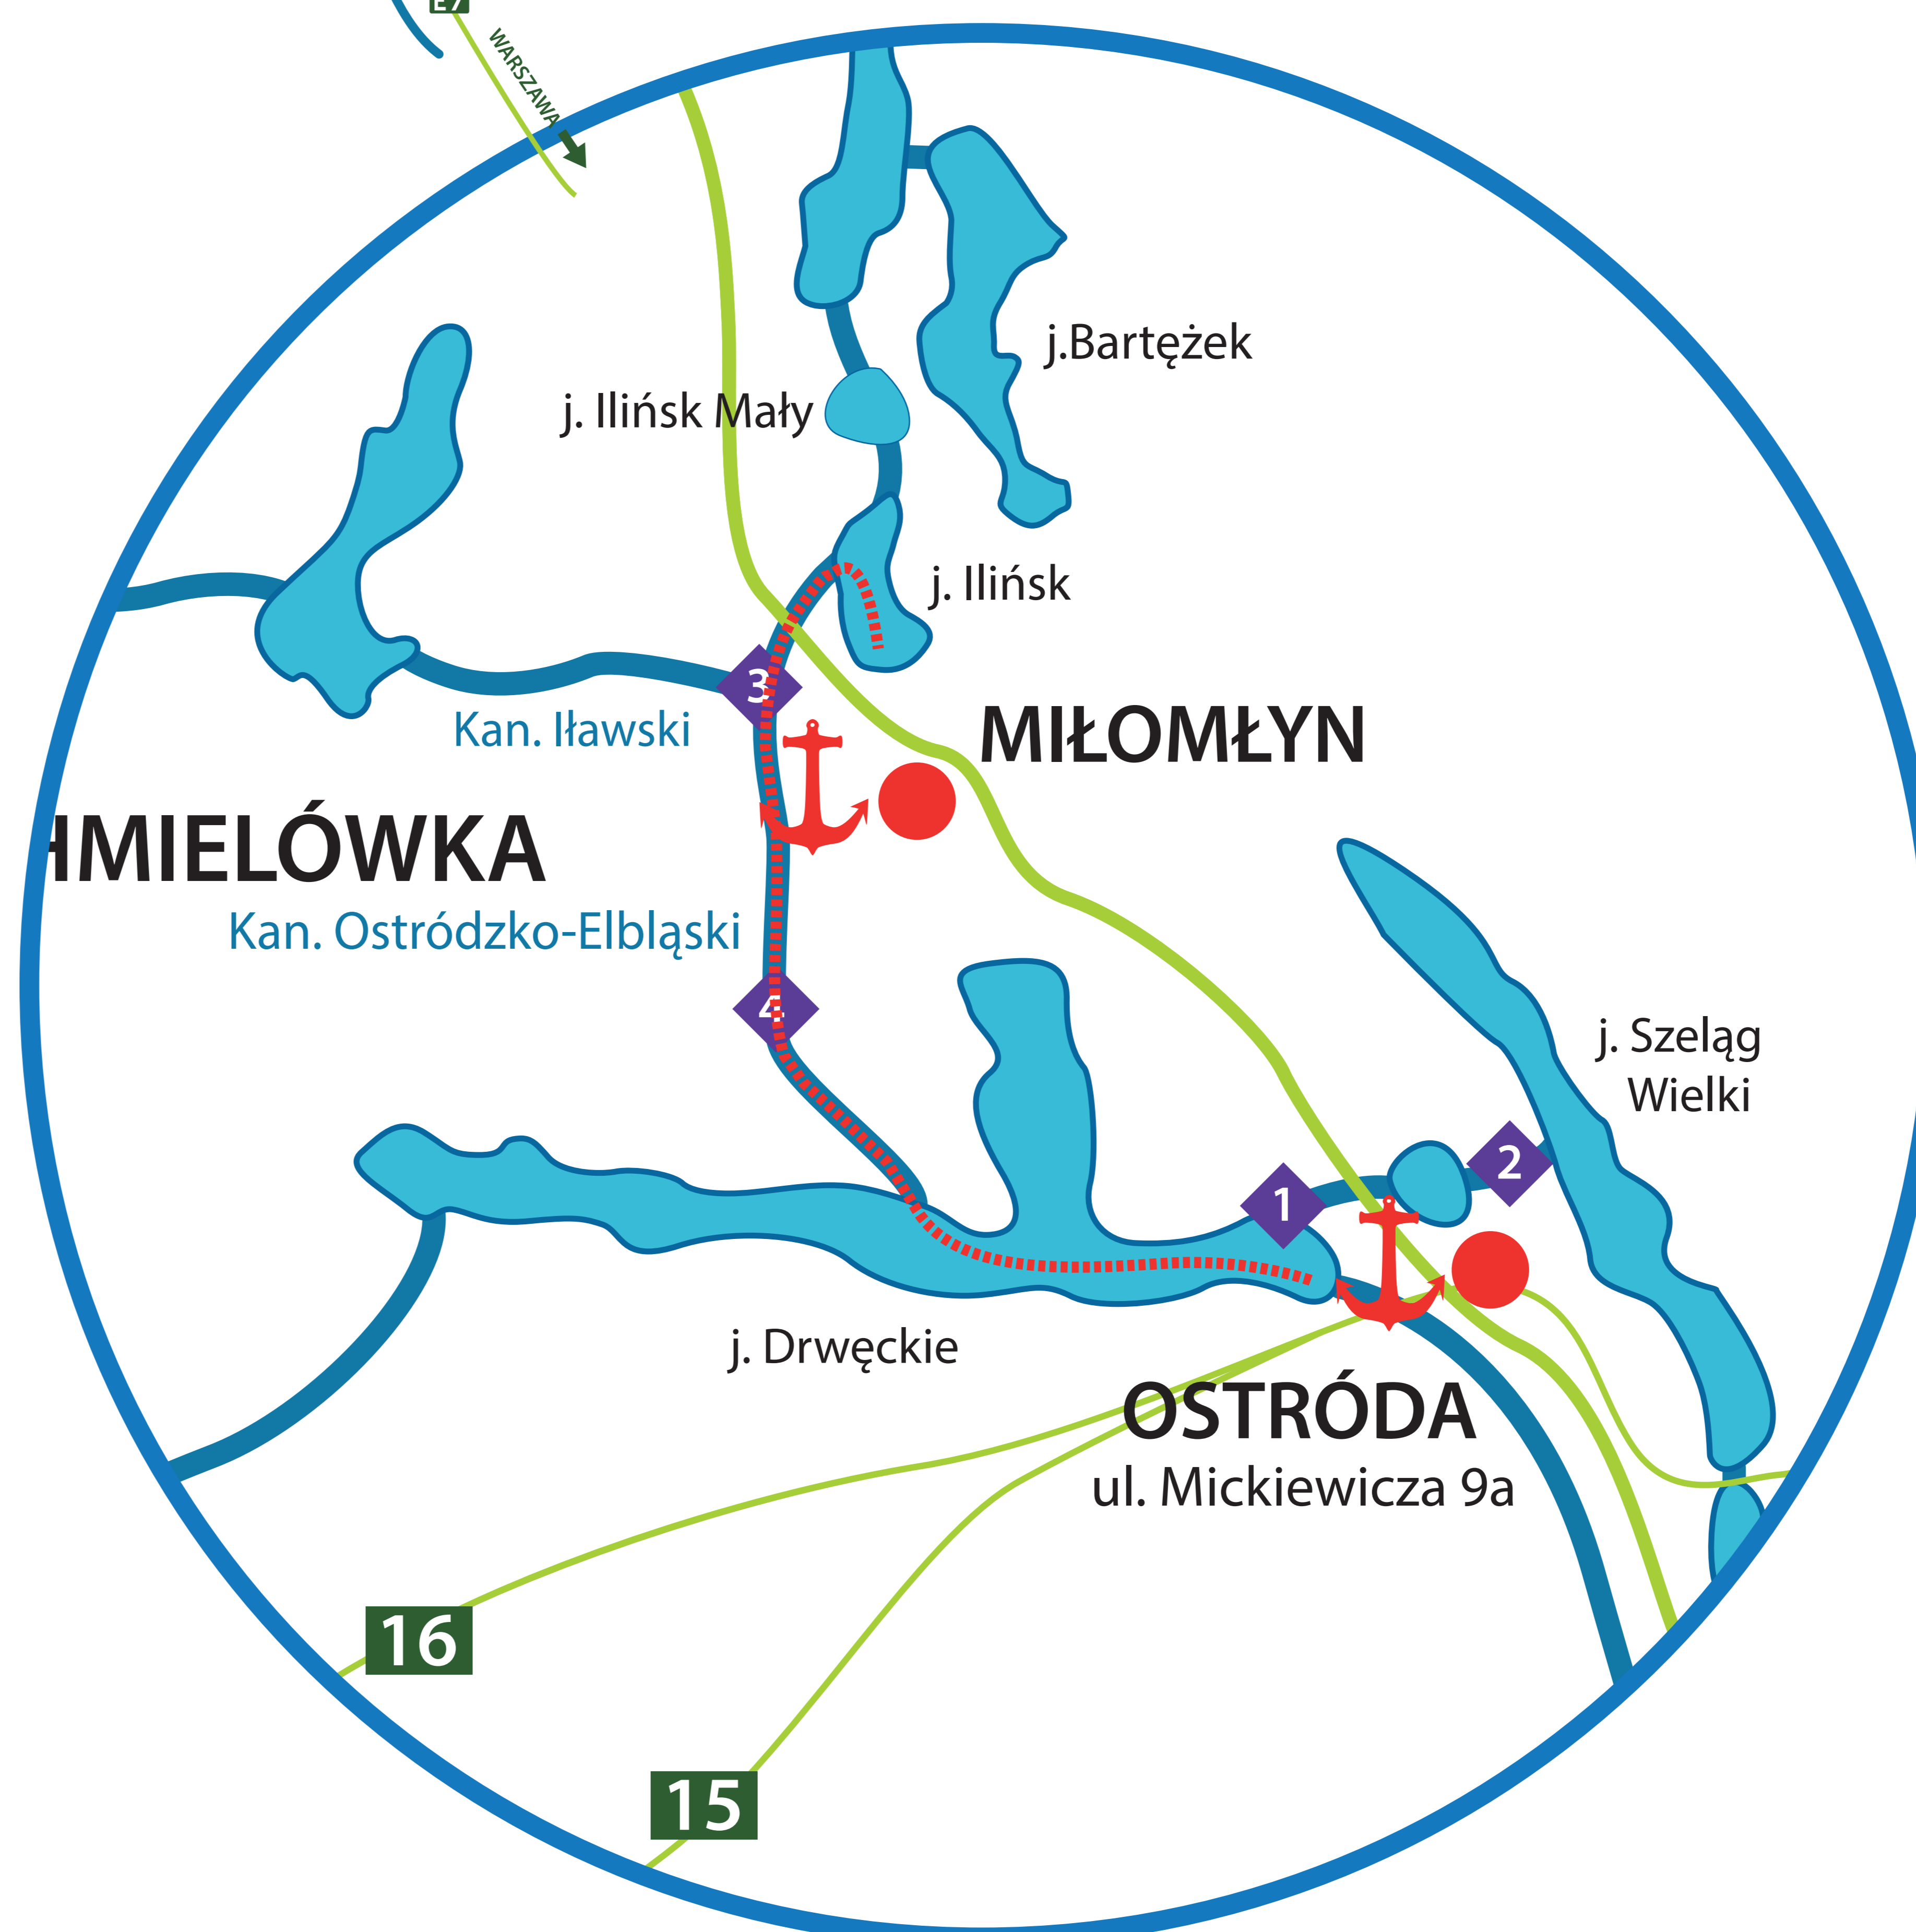 E7
WARSZAWA
j.Bartężek
j. Ilińsk Mały
j. Ilińsk
3
Kan. Iławski
MIŁOMŁYN
HMIELÓWKA
Kan. Ostródzko-Elbląski
4
j. Szeląg
Wielki
2
1
j. Drwęckie
OSTRÓDA
ul. Mickiewicza 9a
16
15